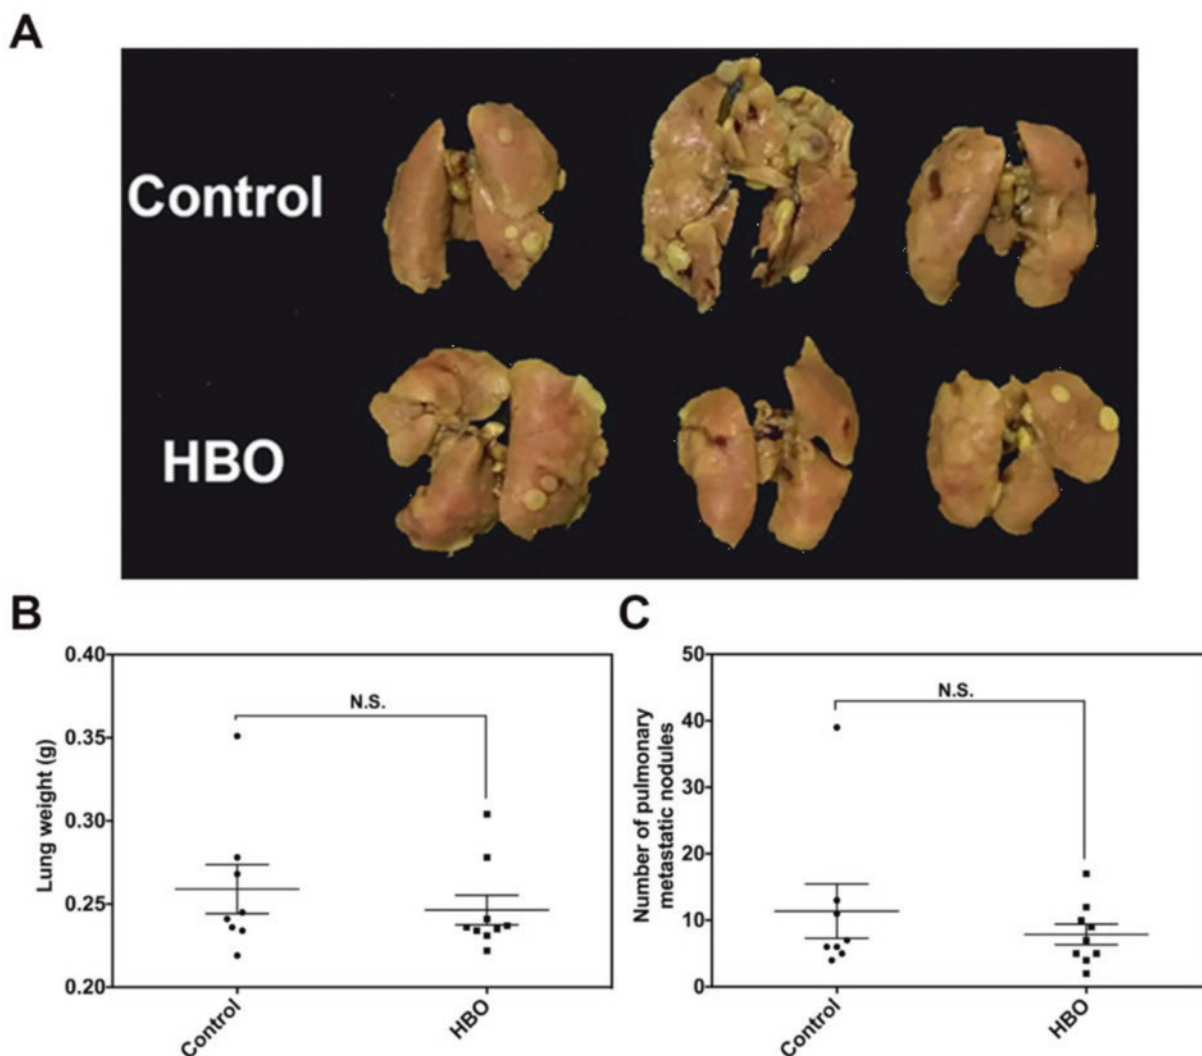 A
Control
HBO
B
C
0.40
0.35
0.30
0.25
0.20
Lung weight (g)
N.S.
Control
HBO
50
40
30
20
10
0
Number of pulmonary
metastatic nodules
N.S.
Control
HBO